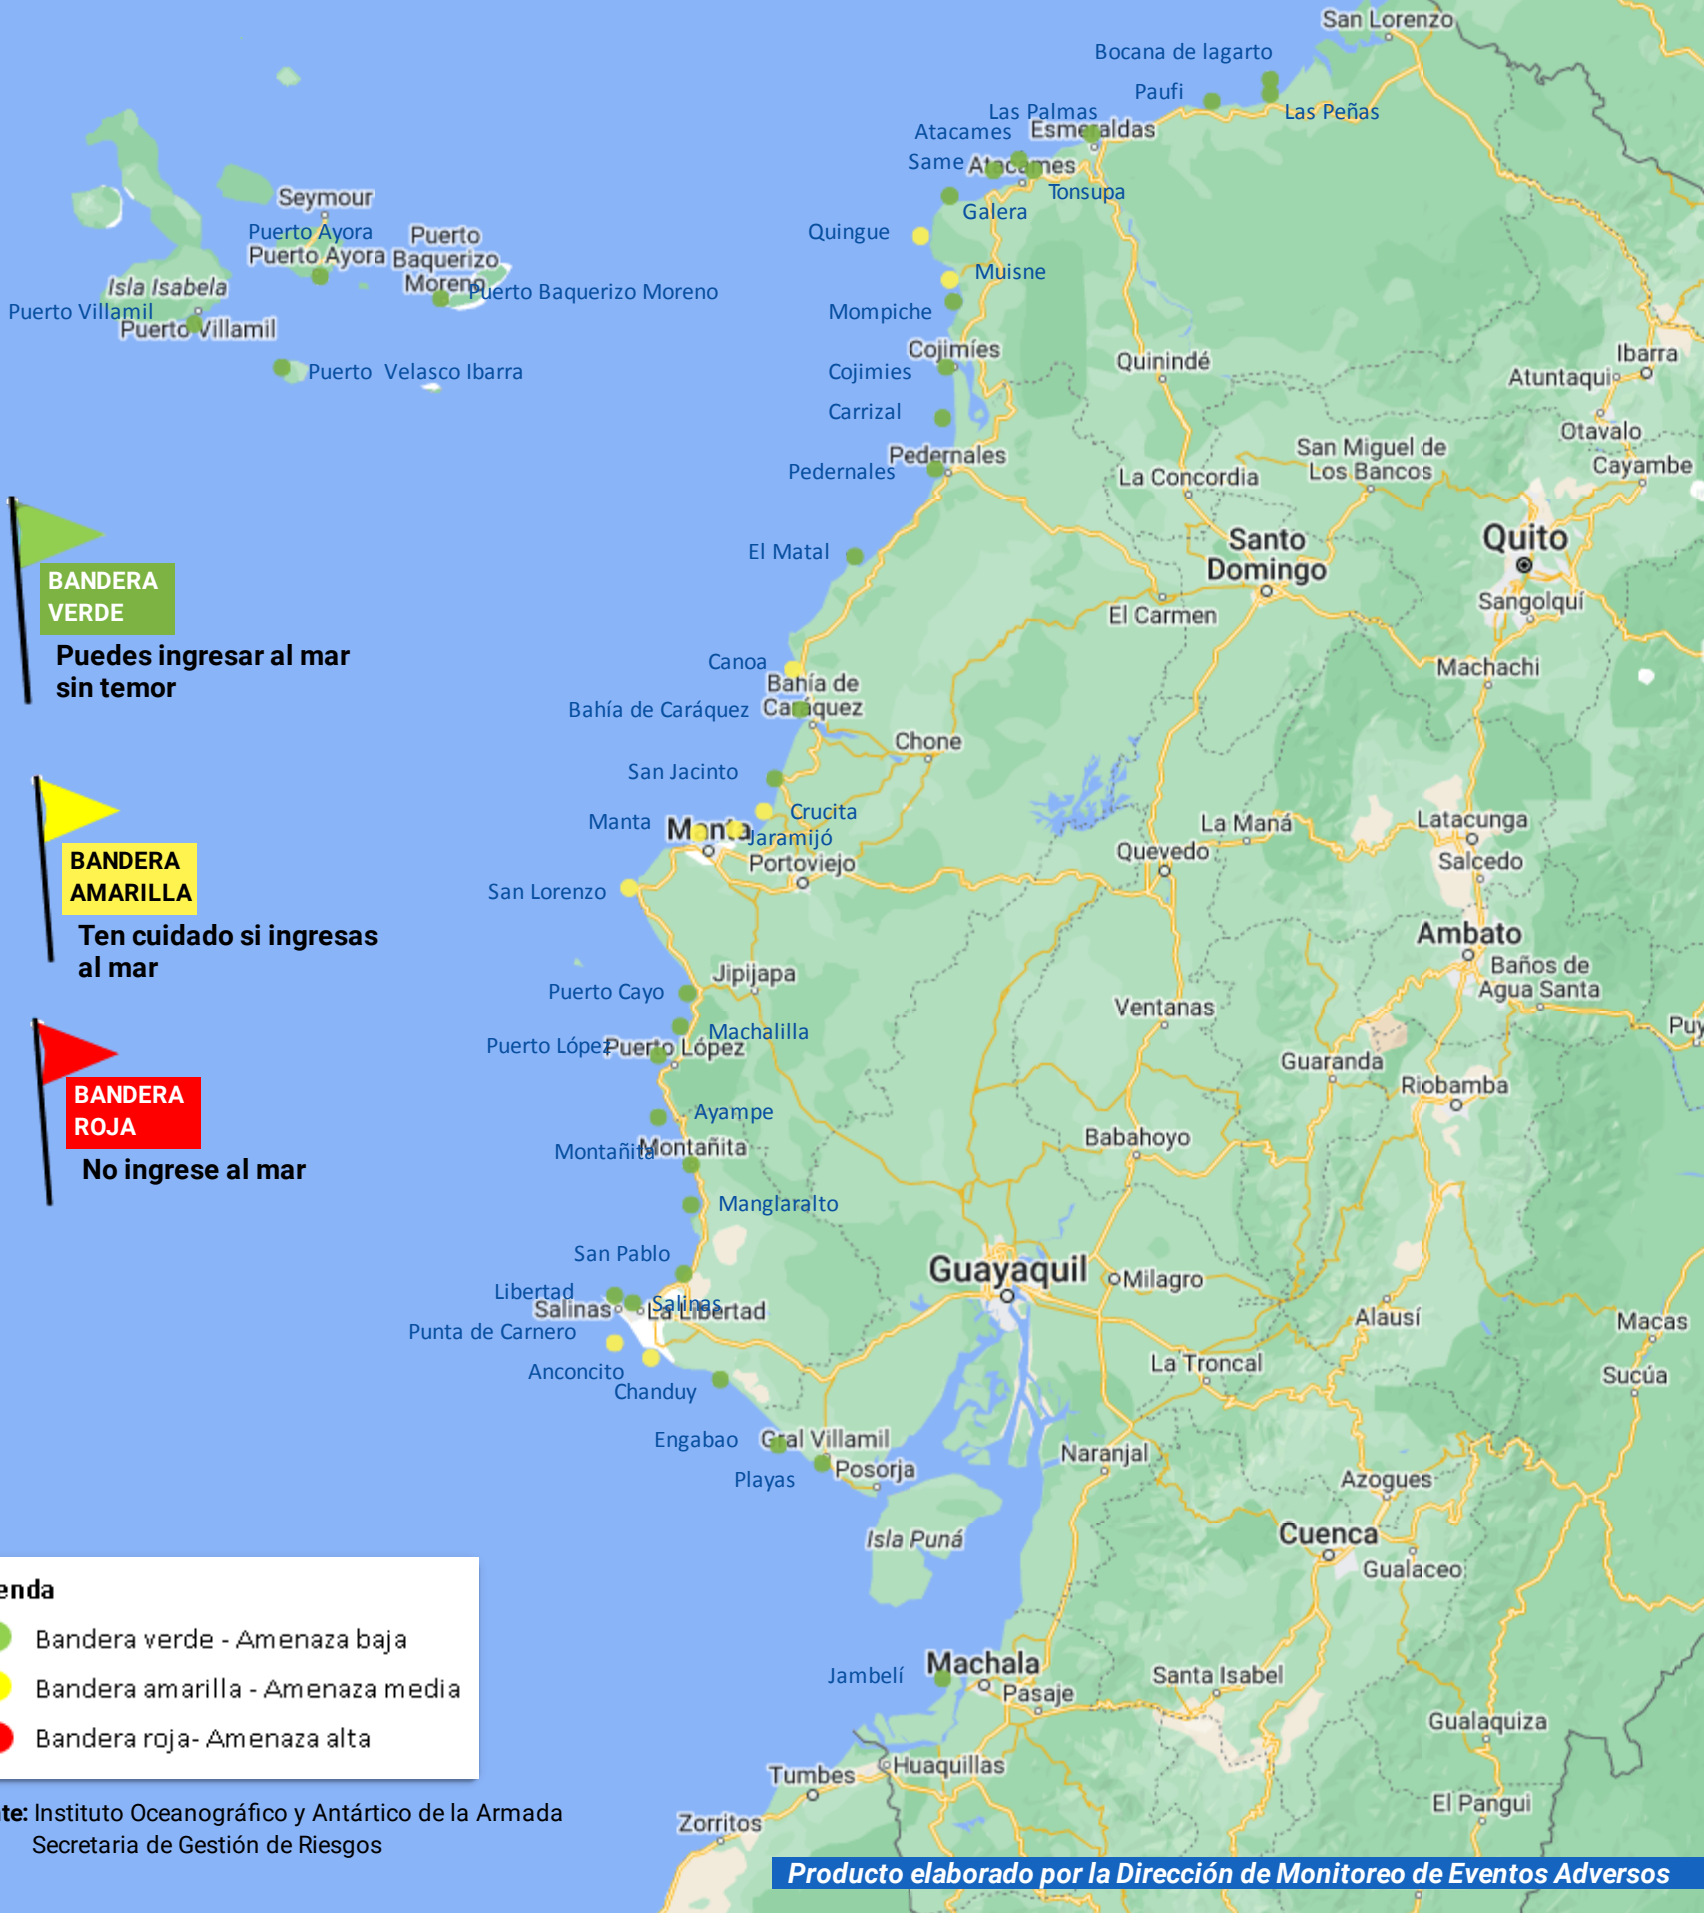 San Lorenzo
Bocana de lagarto
Paufi
Las Peñas
Las Palmas
Atacames
Esmeraldas
Same
Atacames
Tonsupa
Galera
Quingue
Muisne
Mompiche
Cojimíes
Cojimies
Carrizal
Pedernales
Pedernales
El Matal
Seymour
Puerto Ayora
Puerto Ayora
Puerto
Baquerizo
Moreno
Puerto Baquerizo Moreno
Isla Isabela
Puerto Villamil
Puerto Villamil
Puerto Velasco Ibarra
Quinindé
Ibarra
Atuntaqui
Otavalo
Cayambe
San Miguel de
Los Bancos
La Concordia
Santo
Domingo
Quito
Sangolquí
El Carmen
Machachi
BANDERA
VERDE
Puedes ingresar al mar
sin temor
BANDERA
AMARILLA
Ten cuidado si ingresas
al mar
BANDERA
ROJA
No ingrese al mar
Canoa
Bahía de
Caráquez
Bahía de Caráquez
Chone
San Jacinto
Crucita
Manta
Manta
Jaramijó
Portoviejo
San Lorenzo
La Maná
Quevedo
Latacunga
Salcedo
Ambato
Baños de
Agua Santa
Jipijapa
Puerto Cayo
Machalilla
Puerto López
Puerto López
Ventanas
Puy
Guaranda
Riobamba
Ayampe
Montañita
Montañita
Babahoyo
Manglaralto
San Pablo
Libertad
Salinas
Salinas
La Libertad
Punta de Carnero
Anconcito
Chanduy
Guayaquil
Milagro
Alausí
Macas
La Troncal
Sucúa
Engabao
Gral Villamil
Playas
Posorja
Naranjal
Azogues
Isla Puná
Cuenca
Gualaceo
Jambelí
Machala
Pasaje
Santa Isabel
Gualaquiza
Huaquillas
Tumbes
El Pangui
Zorritos
enda
Bandera verde - Amenaza baja
Bandera amarilla - Amenaza media
Bandera roja- Amenaza alta
te: Instituto Oceanográfico y Antártico de la Armada
Secretaria de Gestión de Riesgos
Producto elaborado por la Dirección de Monitoreo de Eventos Adversos